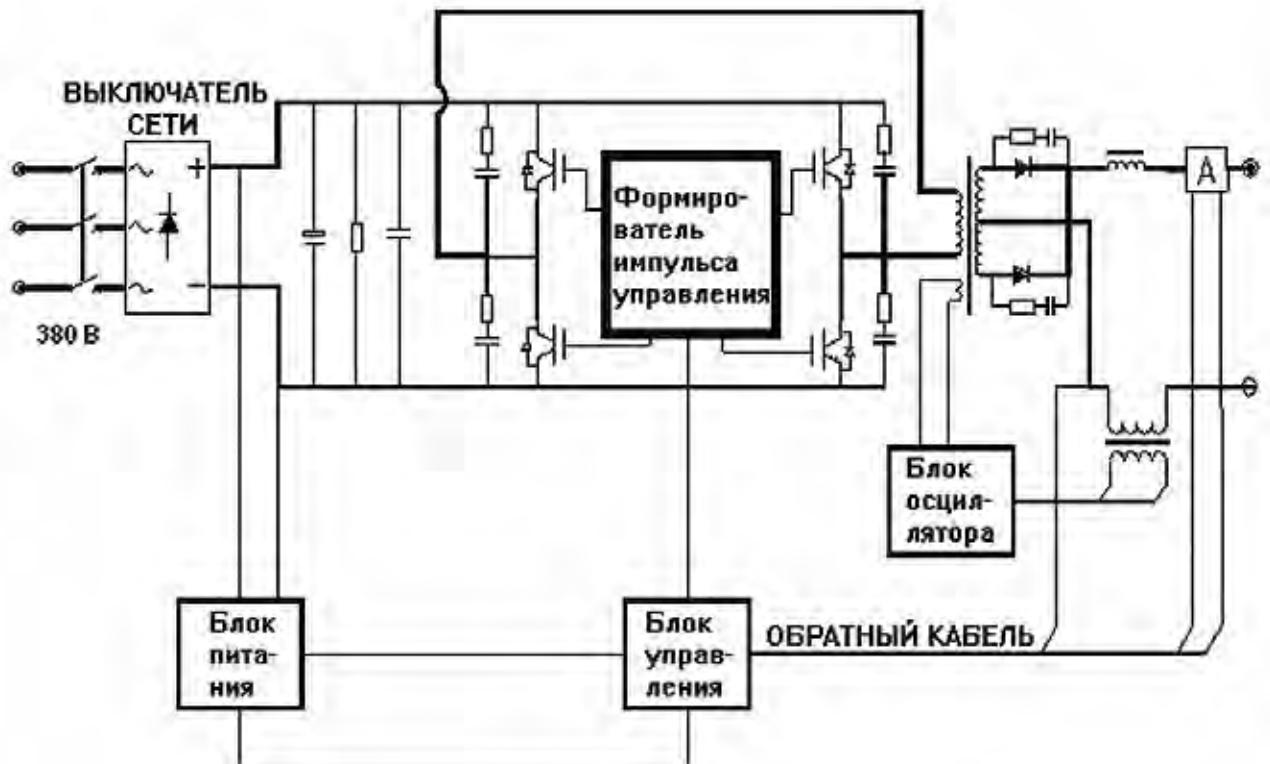 ВЫКЛЮЧАТЕЛЬ
СЕТИ
380 В
+
−
Формиро-
ватель
импульса
управления
А
Блок
осцил-
лятора
Блок
пита-
ния
Блок
управ-
ления
ОБРАТНЫЙ КАБЕЛЬ